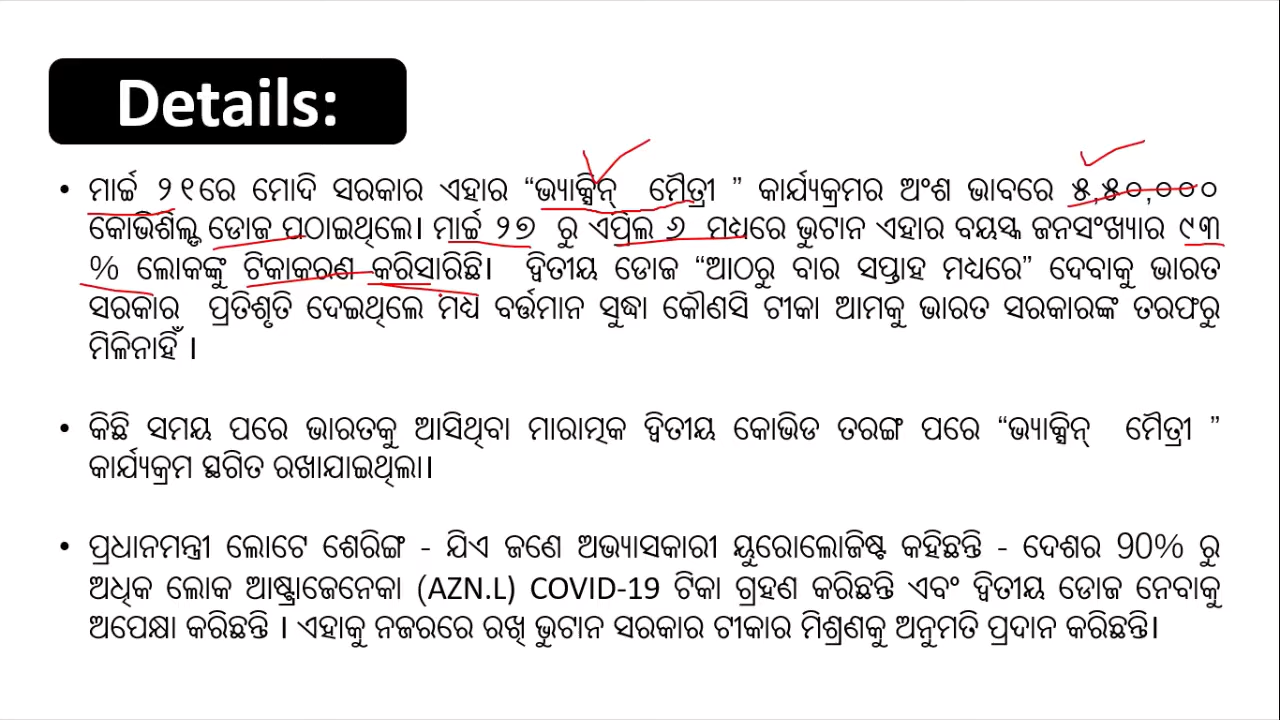 Details:
• ମାର୍ଚ୍ଚ ୨୧ରେ ମୋଦି ସରକାର ଏହାର “ଭ୍ୟାକ୍ସିନ୍ ମୈତ୍ରୀ ” କାର୍ଯ୍ୟକ୍ରମର ଅଂଶ ଭାବରେ ୫,୫୦,୦୦୦
କୋଭିଶିଲ୍ଡ ଡୋଜ ପଠାଇଥିଲେ। ମାର୍ଚ୍ଚ ୨୭ ରୁ ଏପ୍ରିଲ ୬ ମଧ୍ୟରେ ଭୁଟାନ ଏହାର ବୟସ୍କ ଜନସଂଖ୍ୟାର ୯୩
% ଲୋକଙ୍କୁ ଟିକାକରଣ କରିସାରିଛି। ଦ୍ୱିତୀୟ ଡୋଜ “ଆଠରୁ ବାର ସପ୍ତାହ ମଧ୍ୟରେ” ଦେବାକୁ ଭାରତ
ସରକାର ପ୍ରତିଶୃତି ଦେଇଥିଲେ ମଧ୍ୟ ବର୍ତ୍ତମାନ ସୁଦ୍ଧା କୌଣସି ଟୀକା ଆମକୁ ଭାରତ ସରକାରଙ୍କ ତରଫରୁ
ମିଳିନାହିଁ ।
• କିଛି ସମୟ ପରେ ଭାରତକୁ ଆସିଥିବା ମାରାତ୍ମକ ଦ୍ୱିତୀୟ କୋଭିଡ ତରଙ୍ଗ ପରେ “ଭ୍ୟାକ୍ସିନ୍ ମୈତ୍ରୀ ”
କାର୍ଯ୍ୟକ୍ରମ ସ୍ଥଗିତ ରଖାଯାଇଥିଲା।
• ପ୍ରଧାନମନ୍ତ୍ରୀ ଲୋଟେ ଶେରିଙ୍ଗ - ଯିଏ ଜଣେ ଅଭ୍ୟାସକାରୀ ୟୁରୋଲୋଜିଷ୍ଟ କହିଛନ୍ତି - ଦେଶର 90% ରୁ
ଅଧିକ ଲୋକ ଆଷ୍ଟ୍ରାଜେନେକା (AZN.L) COVID-19 ଟିକା ଗ୍ରହଣ କରିଛନ୍ତି ଏବଂ ଦ୍ୱିତୀୟ ଡୋଜ ନେବାକୁ
ଅପେକ୍ଷା କରିଛନ୍ତି । ଏହାକୁ ନଜରରେ ରଖି ଭୁଟାନ ସରକାର ଟୀକାର ମିଶ୍ରଣକୁ ଅନୁମତି ପ୍ରଦାନ କରିଛନ୍ତି।